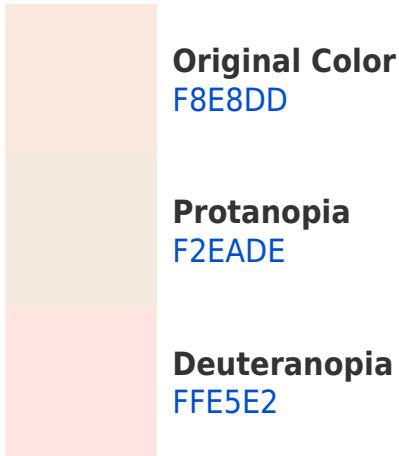 Original Color
F8E8DD
Protanopia
F2EADE
Deuteranopia
FFE5E2